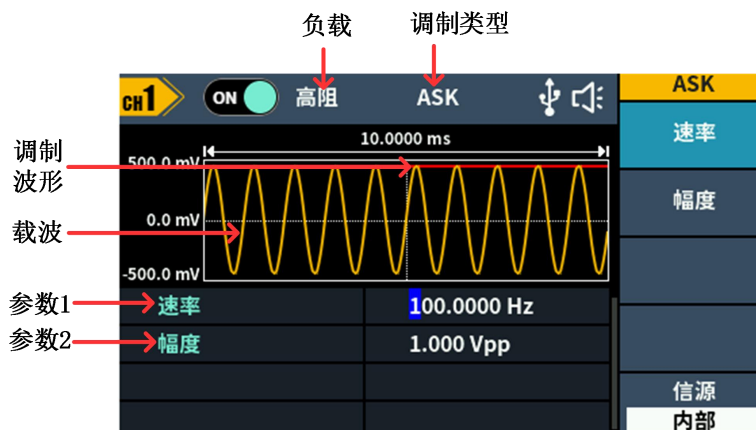 负载
调制类型
CH1
ON
高阻
ASK
ASK
速率
幅度
10.0000 ms
调制
波形
500.0 mV
载波
0.0 mV
-500.0 mV
参数1
速率
100.0000 Hz
参数2
幅度
1.000 Vpp
信源
内部